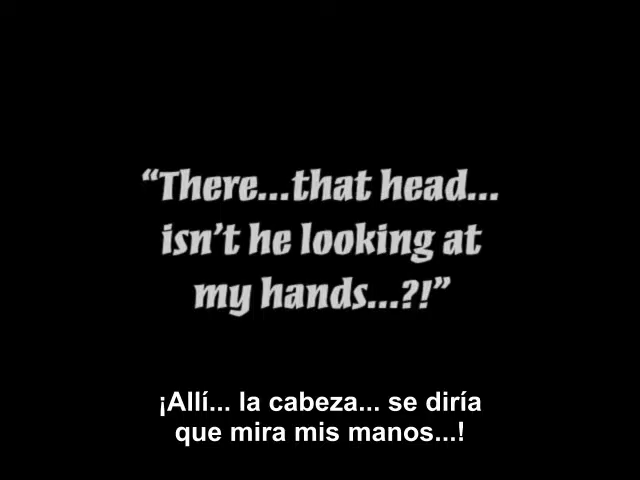 “There...that head...
isn’t he looking at
my hands...?!”
¡Allí... la cabeza... se diría
que mira mis manos...!